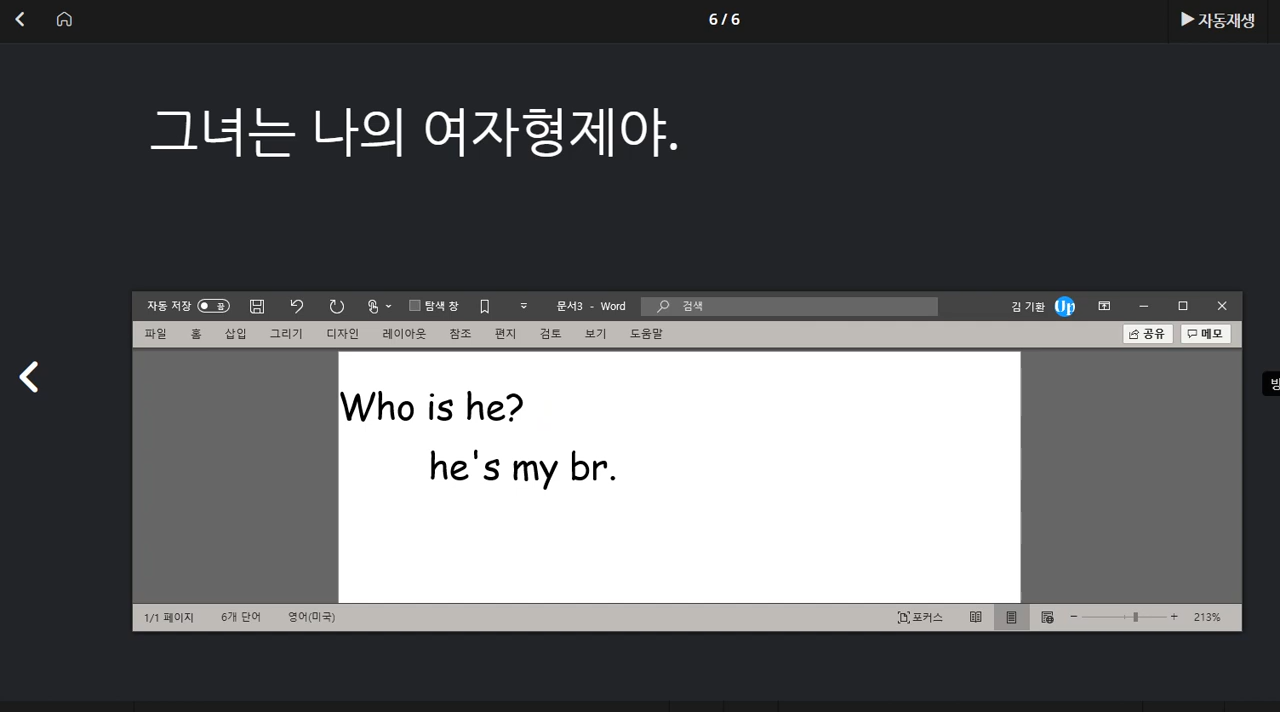 6 / 6
▶ 자동재생
그녀는 나의 여자형제야.
자동 저장 끔 탐색 창 문서3 - Word 검색 김 기환 Up
파일 홈 삽입 그리기 디자인 레이아웃 참조 편지 검토 보기 도움말 공유 메모
Who is he?
he's my br.
방
1/1 페이지 6개 단어 영어(미국) 포커스 213%